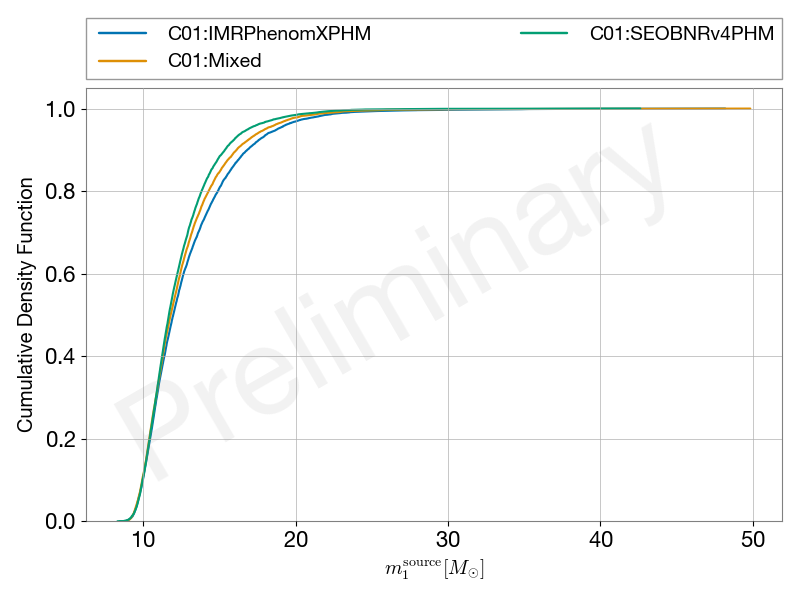 C01:IMRPhenomXPHM
C01:SEOBNRv4PHM
C01:Mixed
1.0
0.8
0.6
0.4
0.2
0.0
Cumulative Density Function
Preliminary
10
20
30
40
50
m₁^source [M⊙]